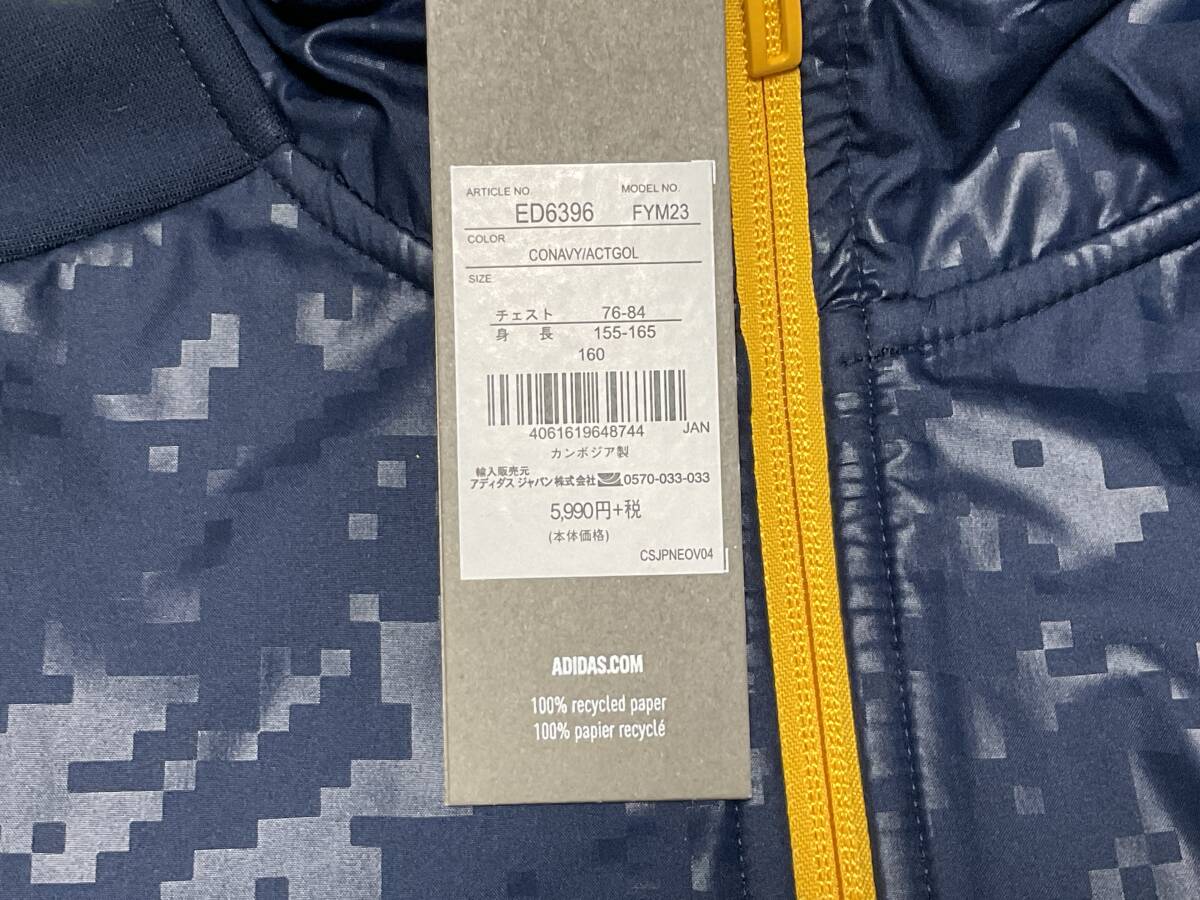 ARTICLE NO. MODEL NO.
ED6396 FYM23
COLOR
CONAVY/ACTGOL
SIZE
チェスト 76-84
身長 155-165
160
4061619648744 JAN
カンボジア製
輸入販売元
アディダス ジャパン株式会社 0570-033-033
5,990円+税
(本体価格)
CSJPNEOV04
ADIDAS.COM
100% recycled paper
100% papier recyclé